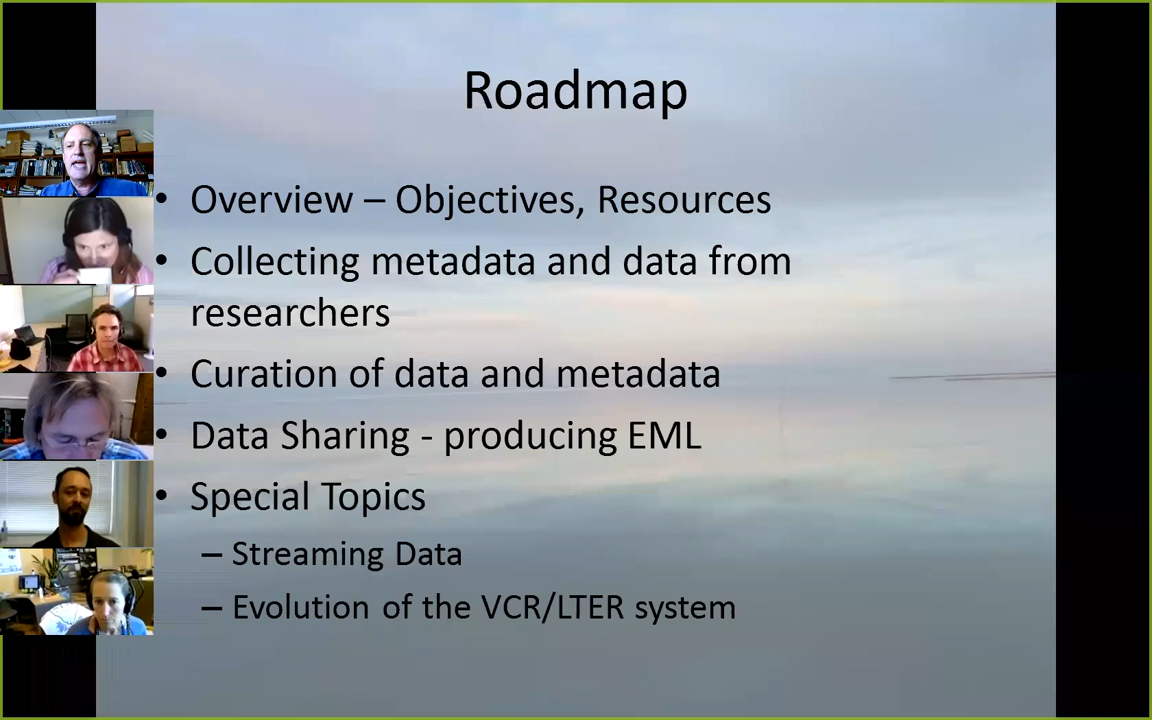 Roadmap
• Overview – Objectives, Resources
• Collecting metadata and data from
researchers
• Curation of data and metadata
• Data Sharing - producing EML
• Special Topics
– Streaming Data
– Evolution of the VCR/LTER system